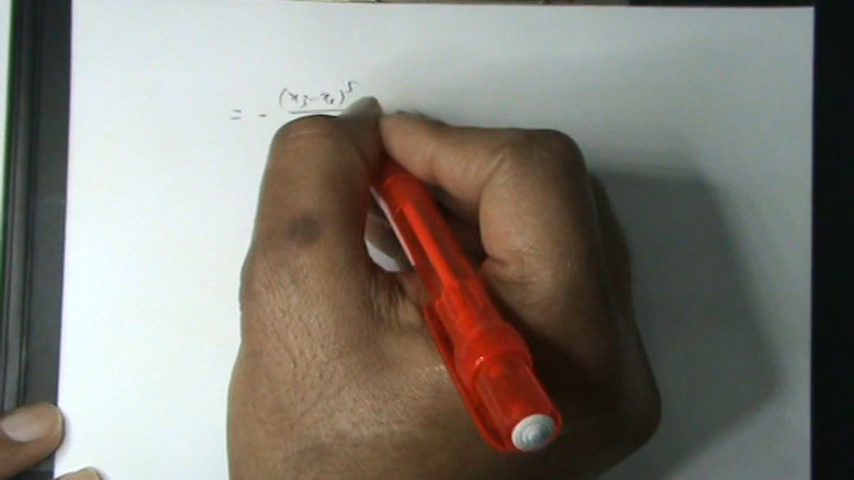 = - (x₃-x₀)⁵